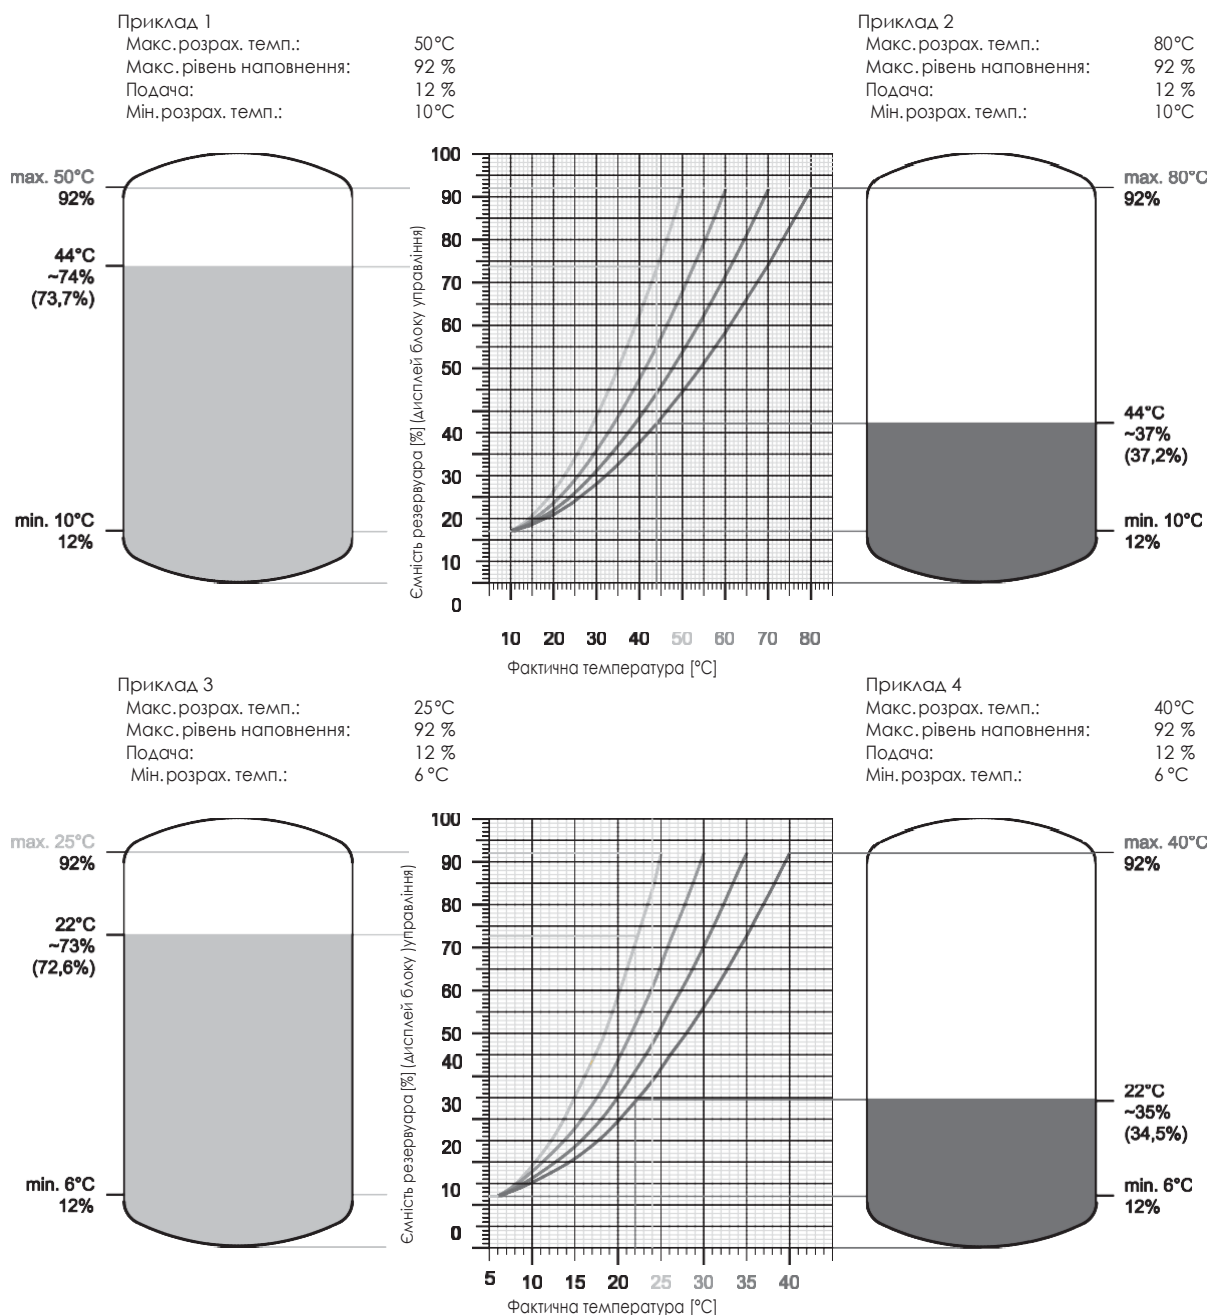 Приклад 1
Макс. розрах. темп.: 50°C
Макс. рівень наповнення: 92 %
Подача: 12 %
Мін. розрах. темп.: 10°C
Приклад 2
Макс. розрах. темп.: 80°C
Макс. рівень наповнення: 92 %
Подача: 12 %
Мін. розрах. темп.: 10°C
max. 50°C
92%
44°C
~74%
(73,7%)
min. 10°C
12%
Ємність резервуара [%] (дисплей блоку управління)
100
90
80
70
60
50
40
30
20
10
0
10 20 30 40 50 60 70 80
Фактична температура [°C]
max. 80°C
92%
44°C
~37%
(37,2%)
min. 10°C
12%
Приклад 3
Макс. розрах. темп.: 25°C
Макс. рівень наповнення: 92 %
Подача: 12 %
Мін. розрах. темп.: 6°C
Приклад 4
Макс. розрах. темп.: 40°C
Макс. рівень наповнення: 92 %
Подача: 12 %
Мін. розрах. темп.: 6°C
max. 25°C
92%
22°C
~73%
(72,6%)
min. 6°C
12%
Ємність резервуара [%] (дисплей блоку )управління)
100
90
80
70
60
50
40
30
20
10
0
5 10 15 20 25 30 35 40
Фактична температура [°C]
max. 40°C
92%
22°C
~35%
(34,5%)
min. 6°C
12%